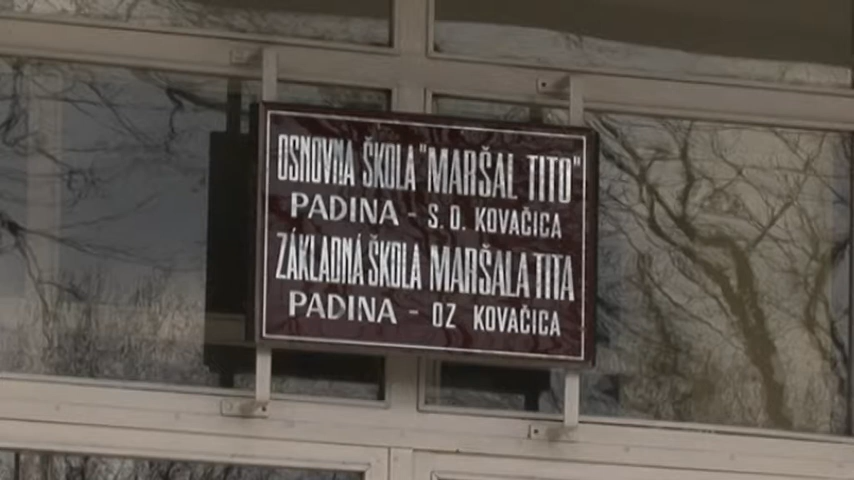 OSNOVNA ŠKOLA "MARŠAL TITO"
PADINA - S.O. KOVAČICA
ZÁKLADNÁ ŠKOLA MARŠALA TITA
PADINA - OZ KOVAČICA